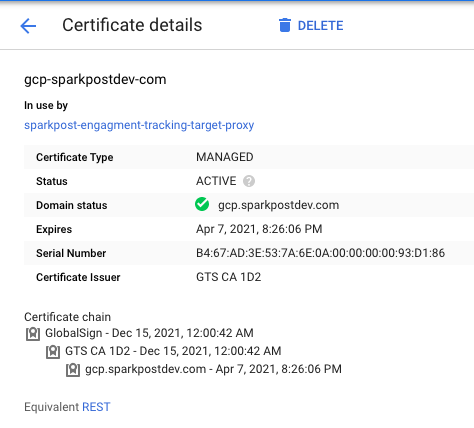 Certificate details
DELETE
gcp-sparkpostdev-com
In use by
sparkpost-engagment-tracking-target-proxy
Certificate Type MANAGED
Status ACTIVE ?
Domain status gcp.sparkpostdev.com
Expires Apr 7, 2021, 8:26:06 PM
Serial Number B4:67:AD:3E:53:7A:6E:0A:00:00:00:00:93:D1:86
Certificate Issuer GTS CA 1D2
Certificate chain
GlobalSign - Dec 15, 2021, 12:00:42 AM
GTS CA 1D2 - Dec 15, 2021, 12:00:42 AM
gcp.sparkpostdev.com - Apr 7, 2021, 8:26:06 PM
Equivalent REST